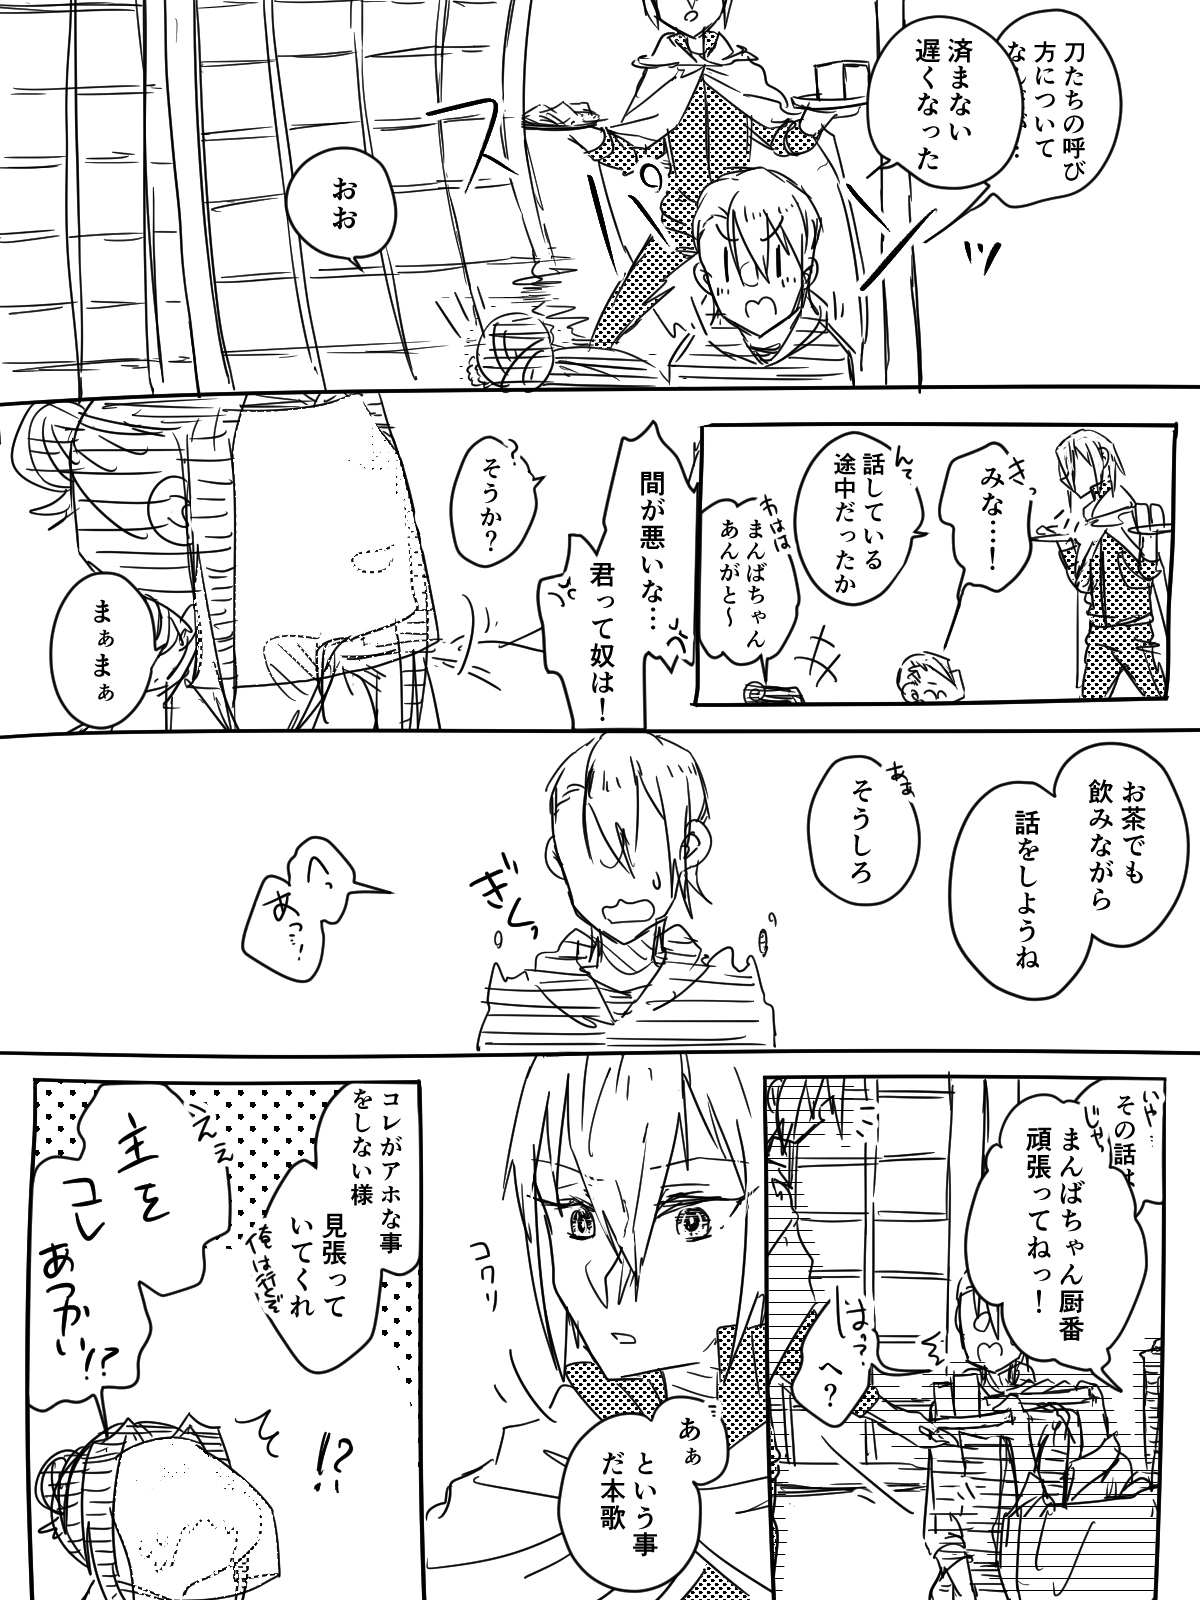 刀たちの呼び
方について
済まない
遅くなった
おお
きっ
みな…！
んて
話している
途中だったか
わはは
まんばちゃん
あんがと～
間が悪いな…
君って奴は！
?
そうか？
まぁまぁ
お茶でも
飲みながら
話をしようね
あぁ
そうしろ
ぎくっ
へっ
あっ…！
いや…
その話は
じゃ
まんばちゃん厨番
頑張ってねっ！
はっ？
へ？
コワリ
あぁ
という事
だ本歌
コレがアホな事
をしない様
見張って
いてくれ
俺は行くぞ
!?
ええ
主を
コレ
あつかい!?